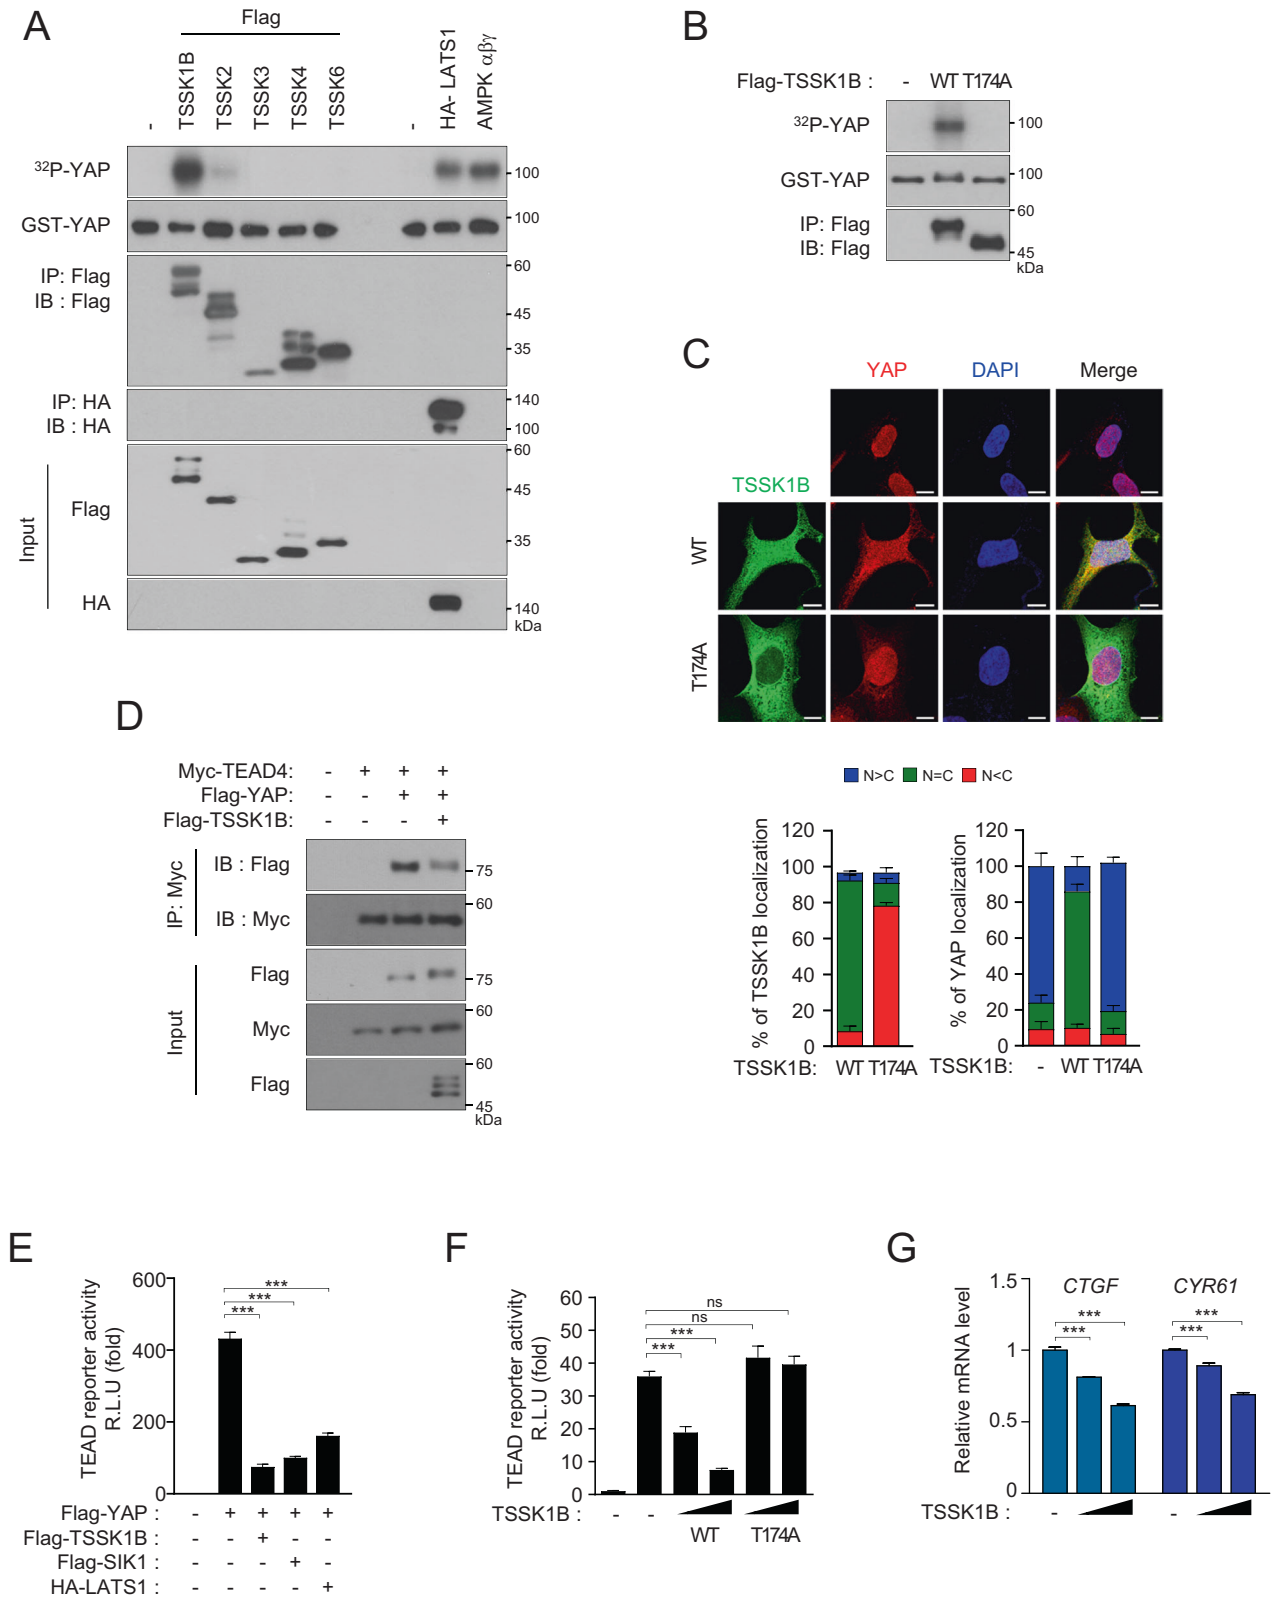 A
Flag
-
TSSK1B
TSSK2
TSSK3
TSSK4
TSSK6
-
HA- LATS1
AMPK αβγ
32P-YAP
100
GST-YAP
100
IP: Flag
IB : Flag
60
45
35
IP: HA
IB : HA
140
100
Input
Flag
60
45
35
HA
140
kDa
B
Flag-TSSK1B : - WT T174A
32P-YAP
100
GST-YAP
100
IP: Flag
IB: Flag
60
45
kDa
C
YAP DAPI Merge
TSSK1B
WT
T174A
N>C N=C N<C
% of TSSK1B localization
120
100
80
60
40
20
0
TSSK1B: WT T174A
% of YAP localization
120
100
80
60
40
20
0
TSSK1B: - WT T174A
D
Myc-TEAD4: - + + +
Flag-YAP: - - + +
Flag-TSSK1B: - - - +
IP: Myc
IB : Flag
75
IB : Myc
60
Input
Flag
75
Myc
60
Flag
60
45
kDa
E
TEAD reporter activity
R.L.U (fold)
600
400
200
0
***
***
***
Flag-YAP : - + + + +
Flag-TSSK1B : - - + - -
Flag-SIK1 : - - - + -
HA-LATS1 : - - - - +
F
TEAD reporter activity
R.L.U (fold)
60
50
40
30
20
10
0
ns
ns
***
***
TSSK1B : - -
WT T174A
G
Relative mRNA level
1.5
1
0.5
0
CTGF CYR61
***
***
***
***
TSSK1B : - -